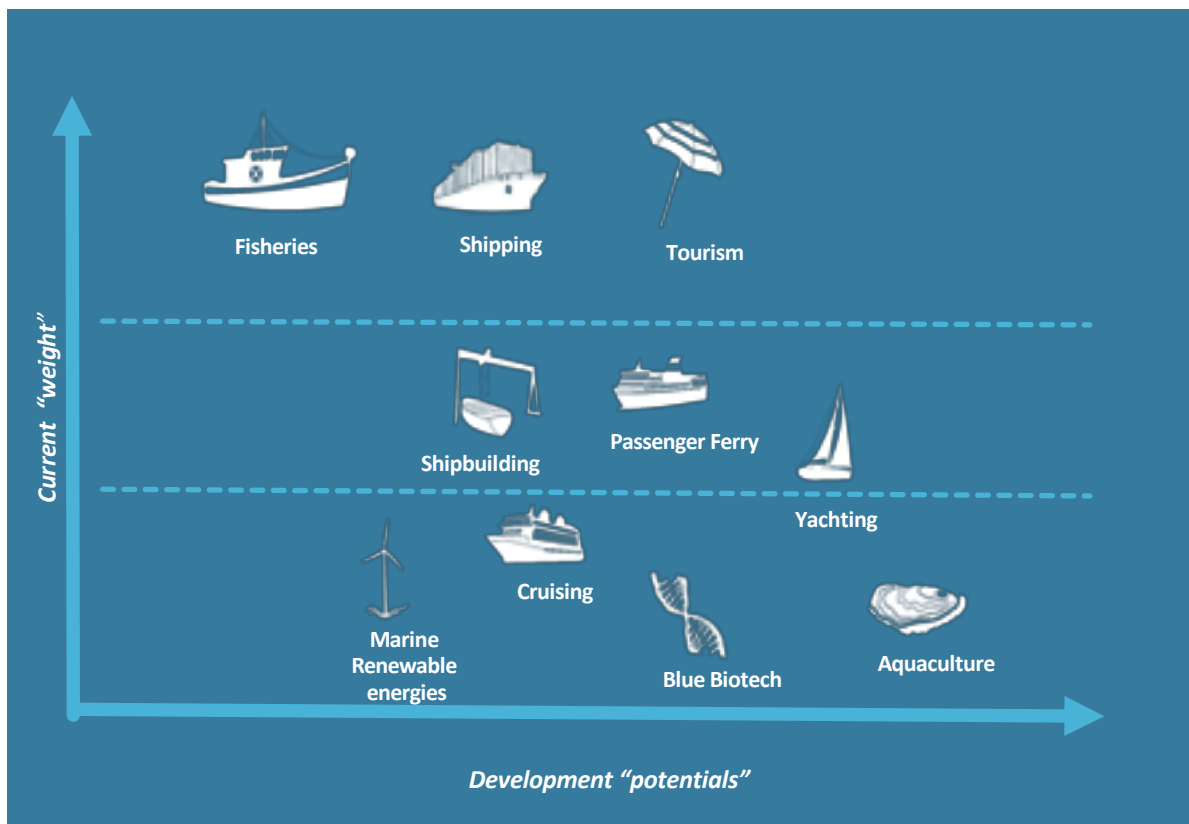 Fisheries
Shipping
Tourism
Current “weight”
Shipbuilding
Passenger Ferry
Yachting
Cruising
Marine
Renewable
energies
Blue Biotech
Aquaculture
Development “potentials”